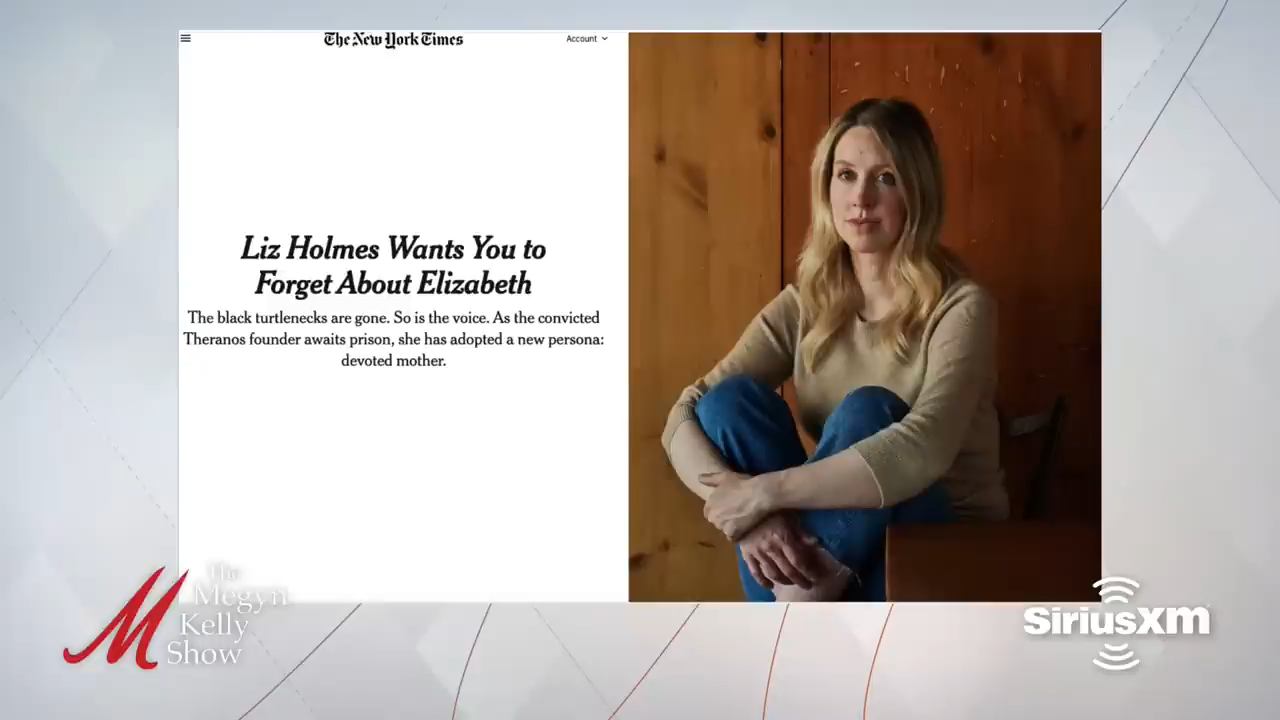 The New York Times
Account
Liz Holmes Wants You to
Forget About Elizabeth
The black turtlenecks are gone. So is the voice. As the convicted
Theranos founder awaits prison, she has adopted a new persona:
devoted mother.
The
Megyn
Kelly
Show
SiriusXM